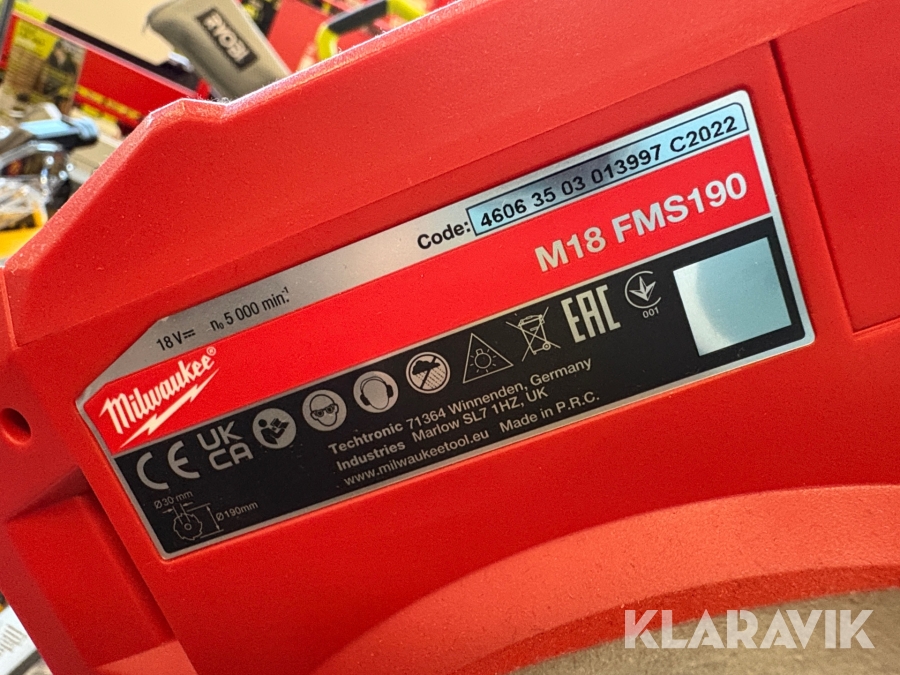 RYOBI
Code: 4606 35 03 013997 C2022
18 V⎓ n₀ 5 000 min⁻¹
M18 FMS190
Milwaukee®
CE UK CA
EAC
001
Techtronic Industries
71364 Winnenden, Germany
Marlow SL7 1HZ, UK
www.milwaukeetool.eu Made in P.R.C.
Ø30 mm
Ø190mm
KLARAVIK